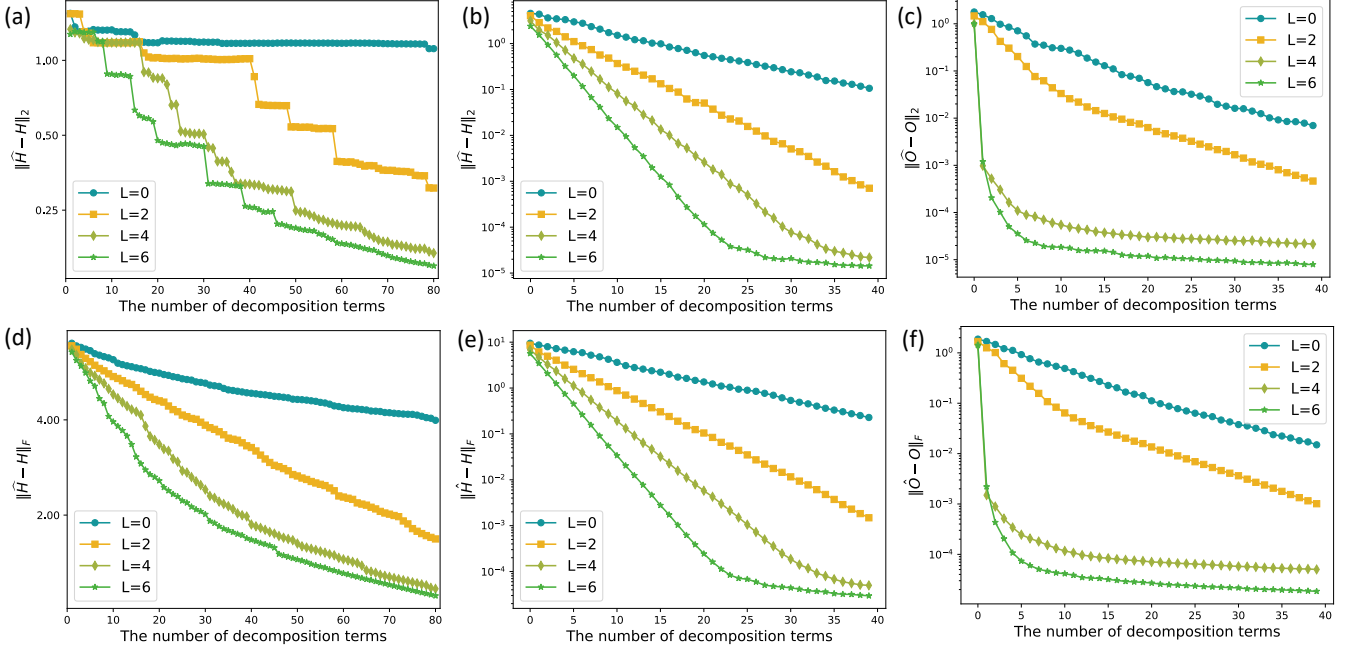 (a)
‖Ĥ − H‖₂
1.00
0.50
0.25
L=0
L=2
L=4
L=6
0 10 20 30 40 50 60 70 80
The number of decomposition terms
(b)
‖Ĥ − H‖₂
10⁰
10⁻¹
10⁻²
10⁻³
10⁻⁴
10⁻⁵
L=0
L=2
L=4
L=6
0 5 10 15 20 25 30 35 40
The number of decomposition terms
(c)
‖Ô − O‖₂
10⁰
10⁻¹
10⁻²
10⁻³
10⁻⁴
10⁻⁵
L=0
L=2
L=4
L=6
0 5 10 15 20 25 30 35 40
The number of decomposition terms
(d)
‖Ĥ − H‖F
4.00
2.00
L=0
L=2
L=4
L=6
0 10 20 30 40 50 60 70 80
The number of decomposition terms
(e)
‖Ĥ − H‖F
10¹
10⁰
10⁻¹
10⁻²
10⁻³
10⁻⁴
L=0
L=2
L=4
L=6
0 5 10 15 20 25 30 35 40
The number of decomposition terms
(f)
‖Ô − O‖F
10⁰
10⁻¹
10⁻²
10⁻³
10⁻⁴
L=0
L=2
L=4
L=6
0 5 10 15 20 25 30 35 40
The number of decomposition terms